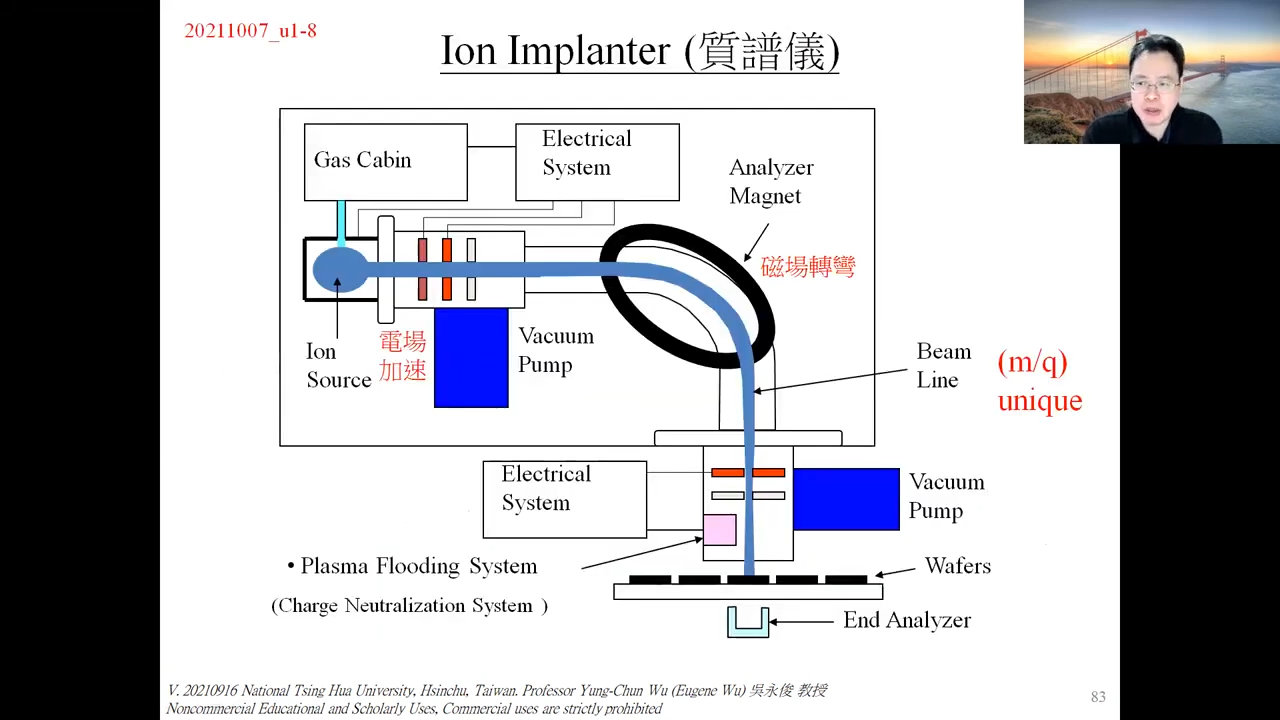 20211007_u1-8
Ion Implanter (質譜儀)
Gas Cabin
Electrical
System
Analyzer
Magnet
磁場轉彎
Ion
Source
電場
加速
Vacuum
Pump
Beam
Line
(m/q)
unique
Electrical
System
Vacuum
Pump
• Plasma Flooding System
(Charge Neutralization System )
Wafers
End Analyzer
V. 20210916 National Tsing Hua University, Hsinchu, Taiwan. Professor Yung-Chun Wu (Eugene Wu) 吳永俊 教授
Noncommercial Educational and Scholarly Uses, Commercial uses are strictly prohibited
83